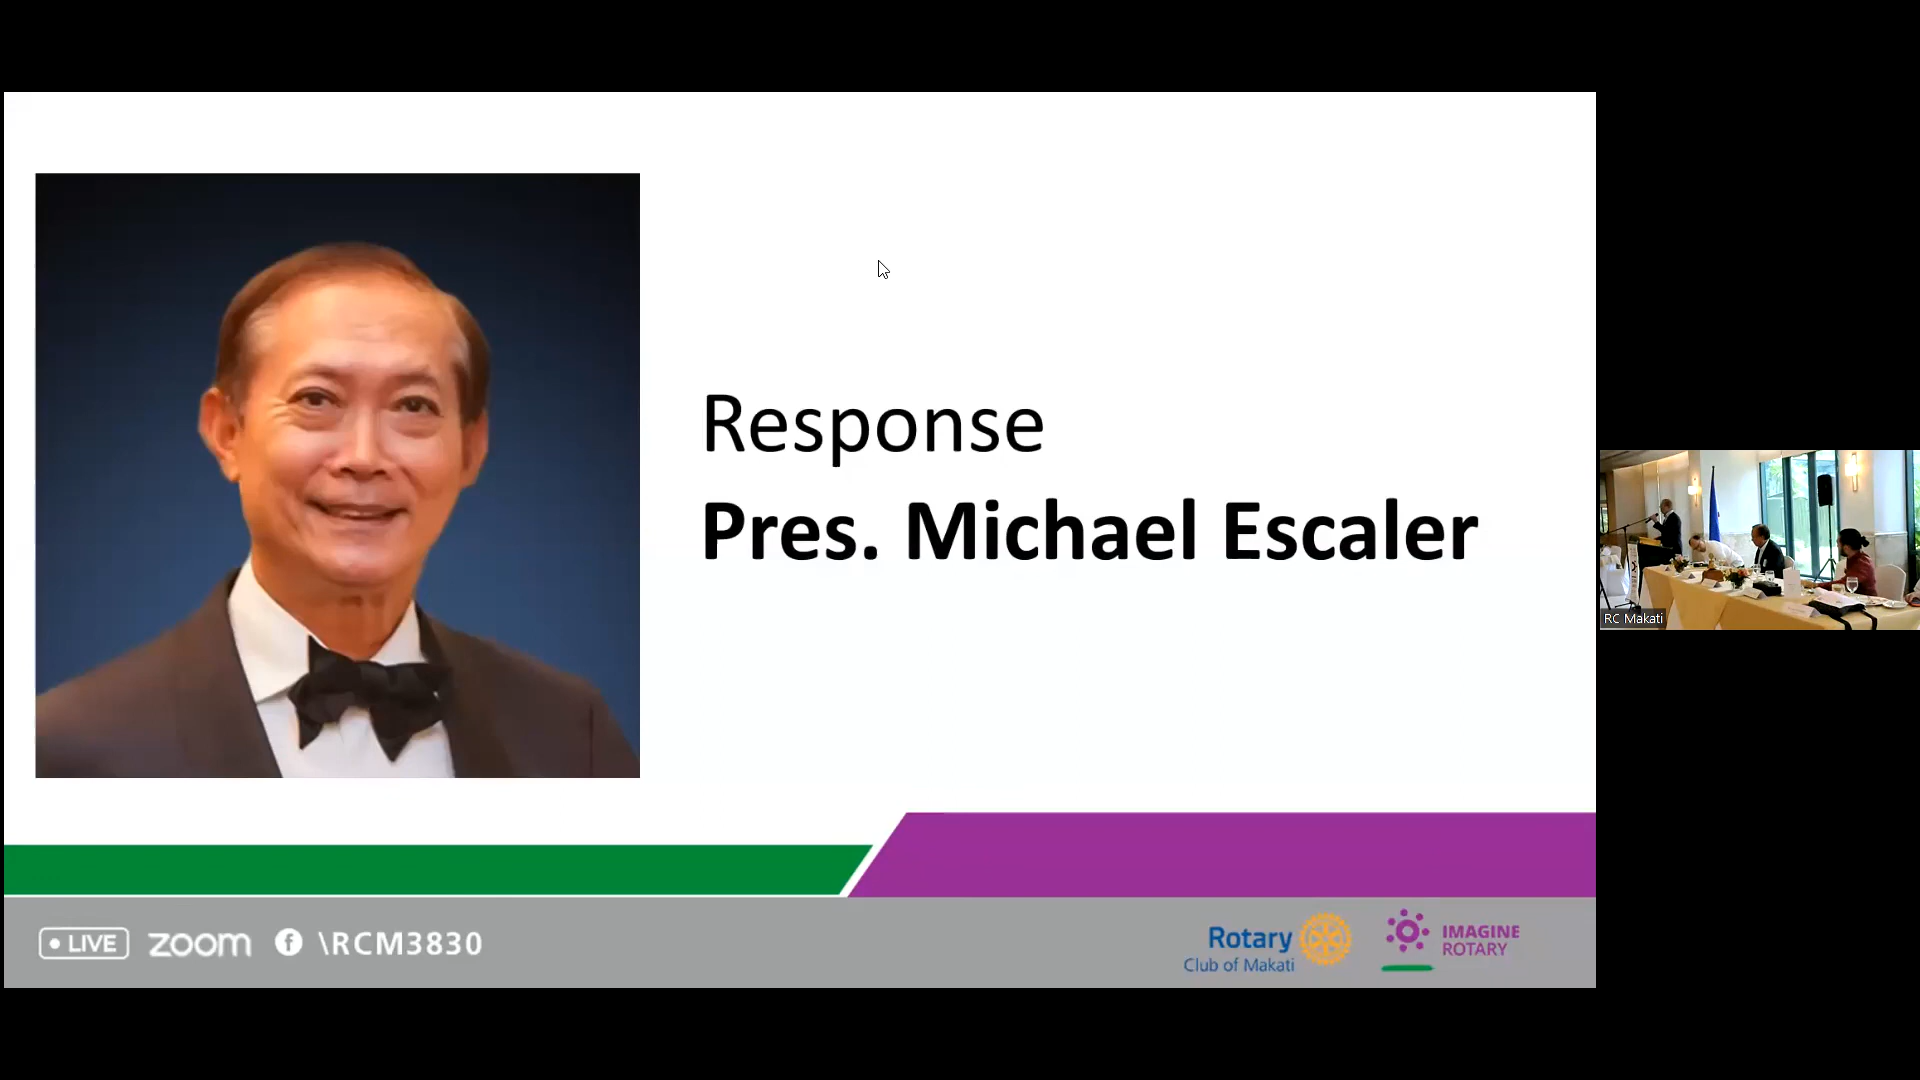 Response
Pres. Michael Escaler
RC Makati
LIVE zoom f \RCM3830
Rotary
Club of Makati
IMAGINE
ROTARY